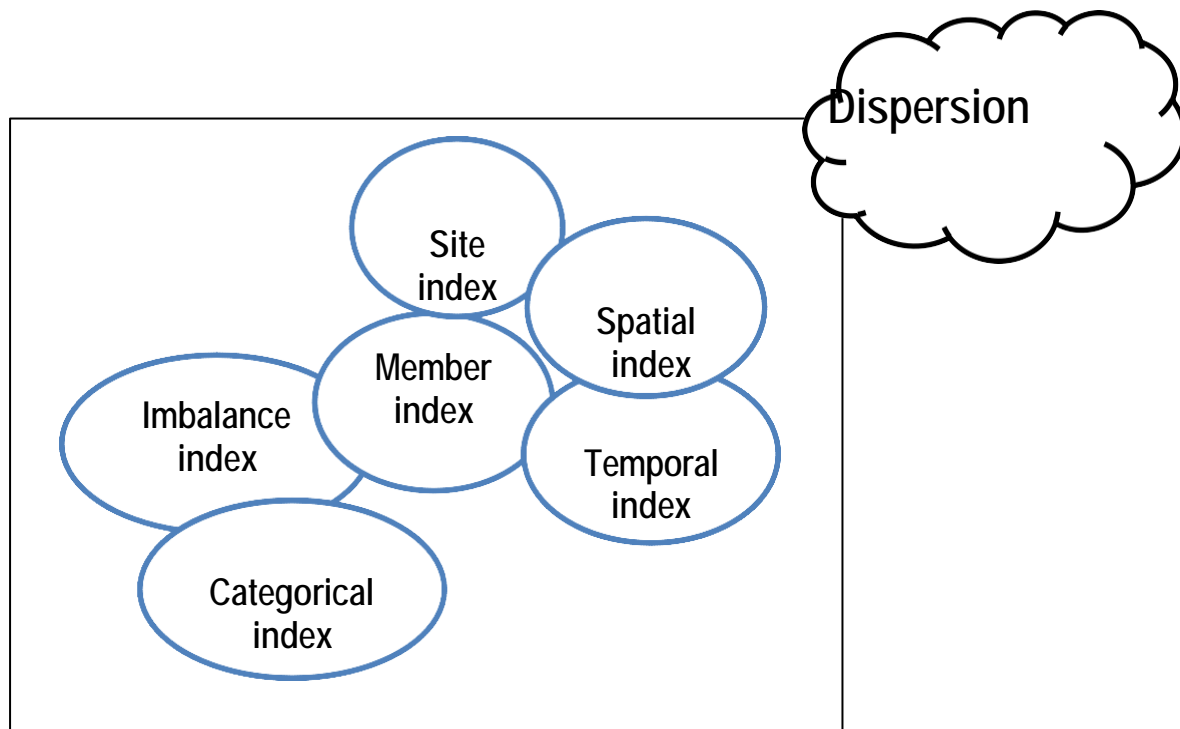 Dispersion
Site
index
Spatial
index
Member
index
Imbalance
index
Temporal
index
Categorical
index